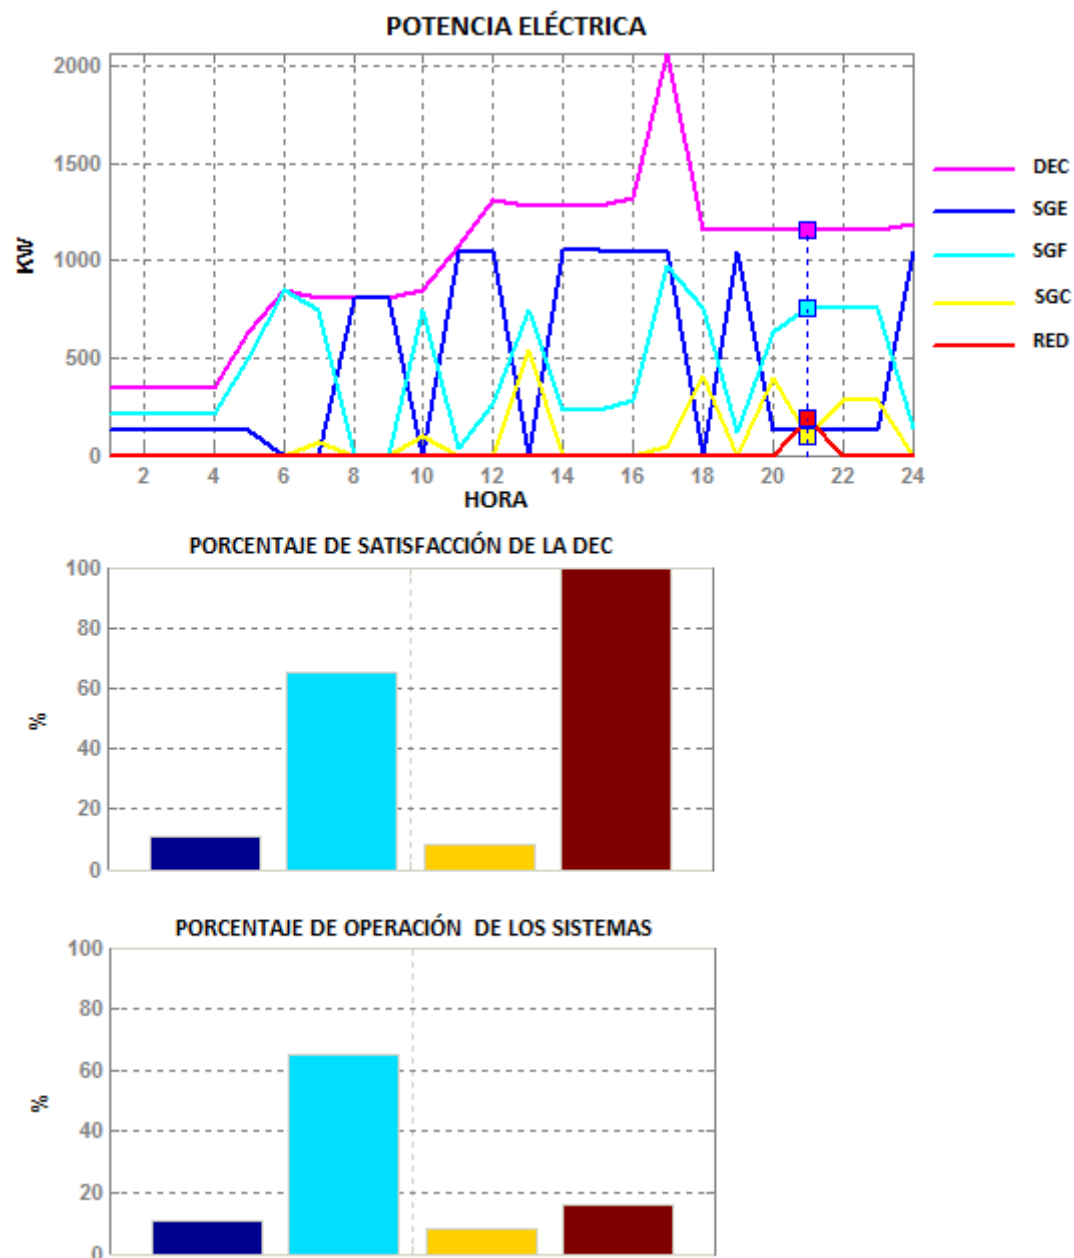 POTENCIA ELÉCTRICA
2000
1500
1000
500
0
KW
2 4 6 8 10 12 14 16 18 20 22 24
HORA
DEC
SGE
SGF
SGC
RED
PORCENTAJE DE SATISFACCIÓN DE LA DEC
100
80
60
40
20
0
%
PORCENTAJE DE OPERACIÓN DE LOS SISTEMAS
100
80
60
40
20
0
%